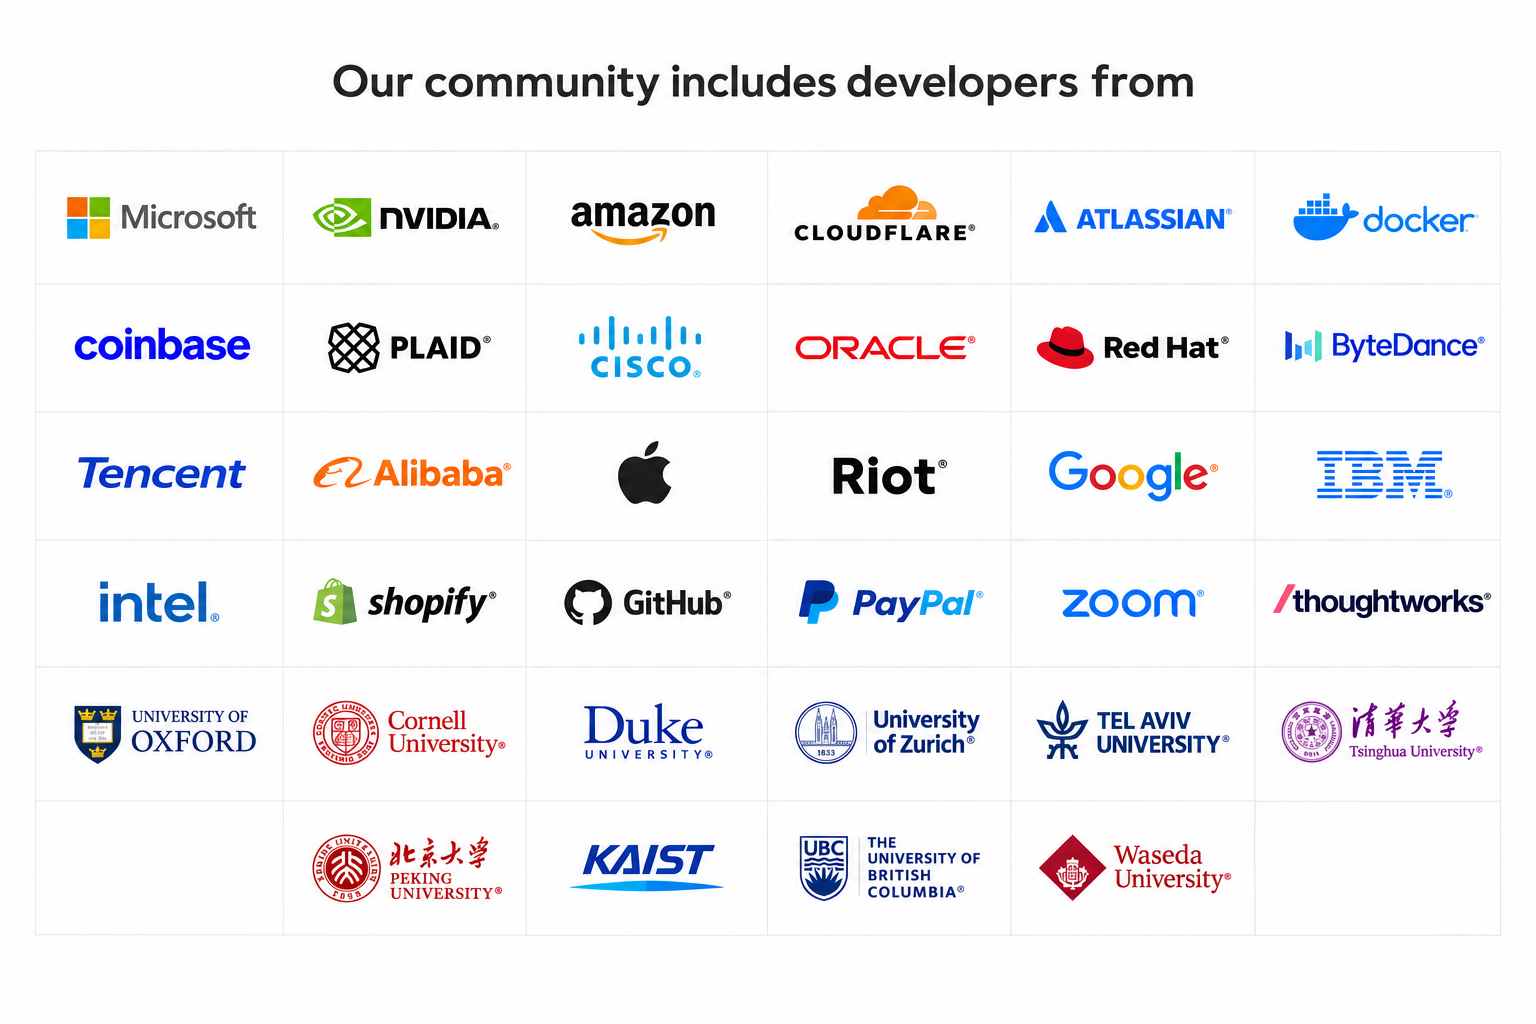 Our community includes developers from
Microsoft
NVIDIA®
amazon
CLOUDFLARE®
ATLASSIAN®
docker
coinbase
PLAID®
CISCO®
ORACLE®
Red Hat®
ByteDance®
Tencent
Alibaba®
Riot®
Google®
IBM®
intel®
shopify®
GitHub®
PayPal®
zoom®
/thoughtworks®
UNIVERSITY OF
OXFORD
Cornell
University®
Duke
UNIVERSITY®
1833
University
of Zurich®
TEL AVIV
UNIVERSITY®
清華大学
Tsinghua University®
北京大学
PEKING
UNIVERSITY®
KAIST
UBC
THE
UNIVERSITY OF
BRITISH
COLUMBIA®
Waseda
University®